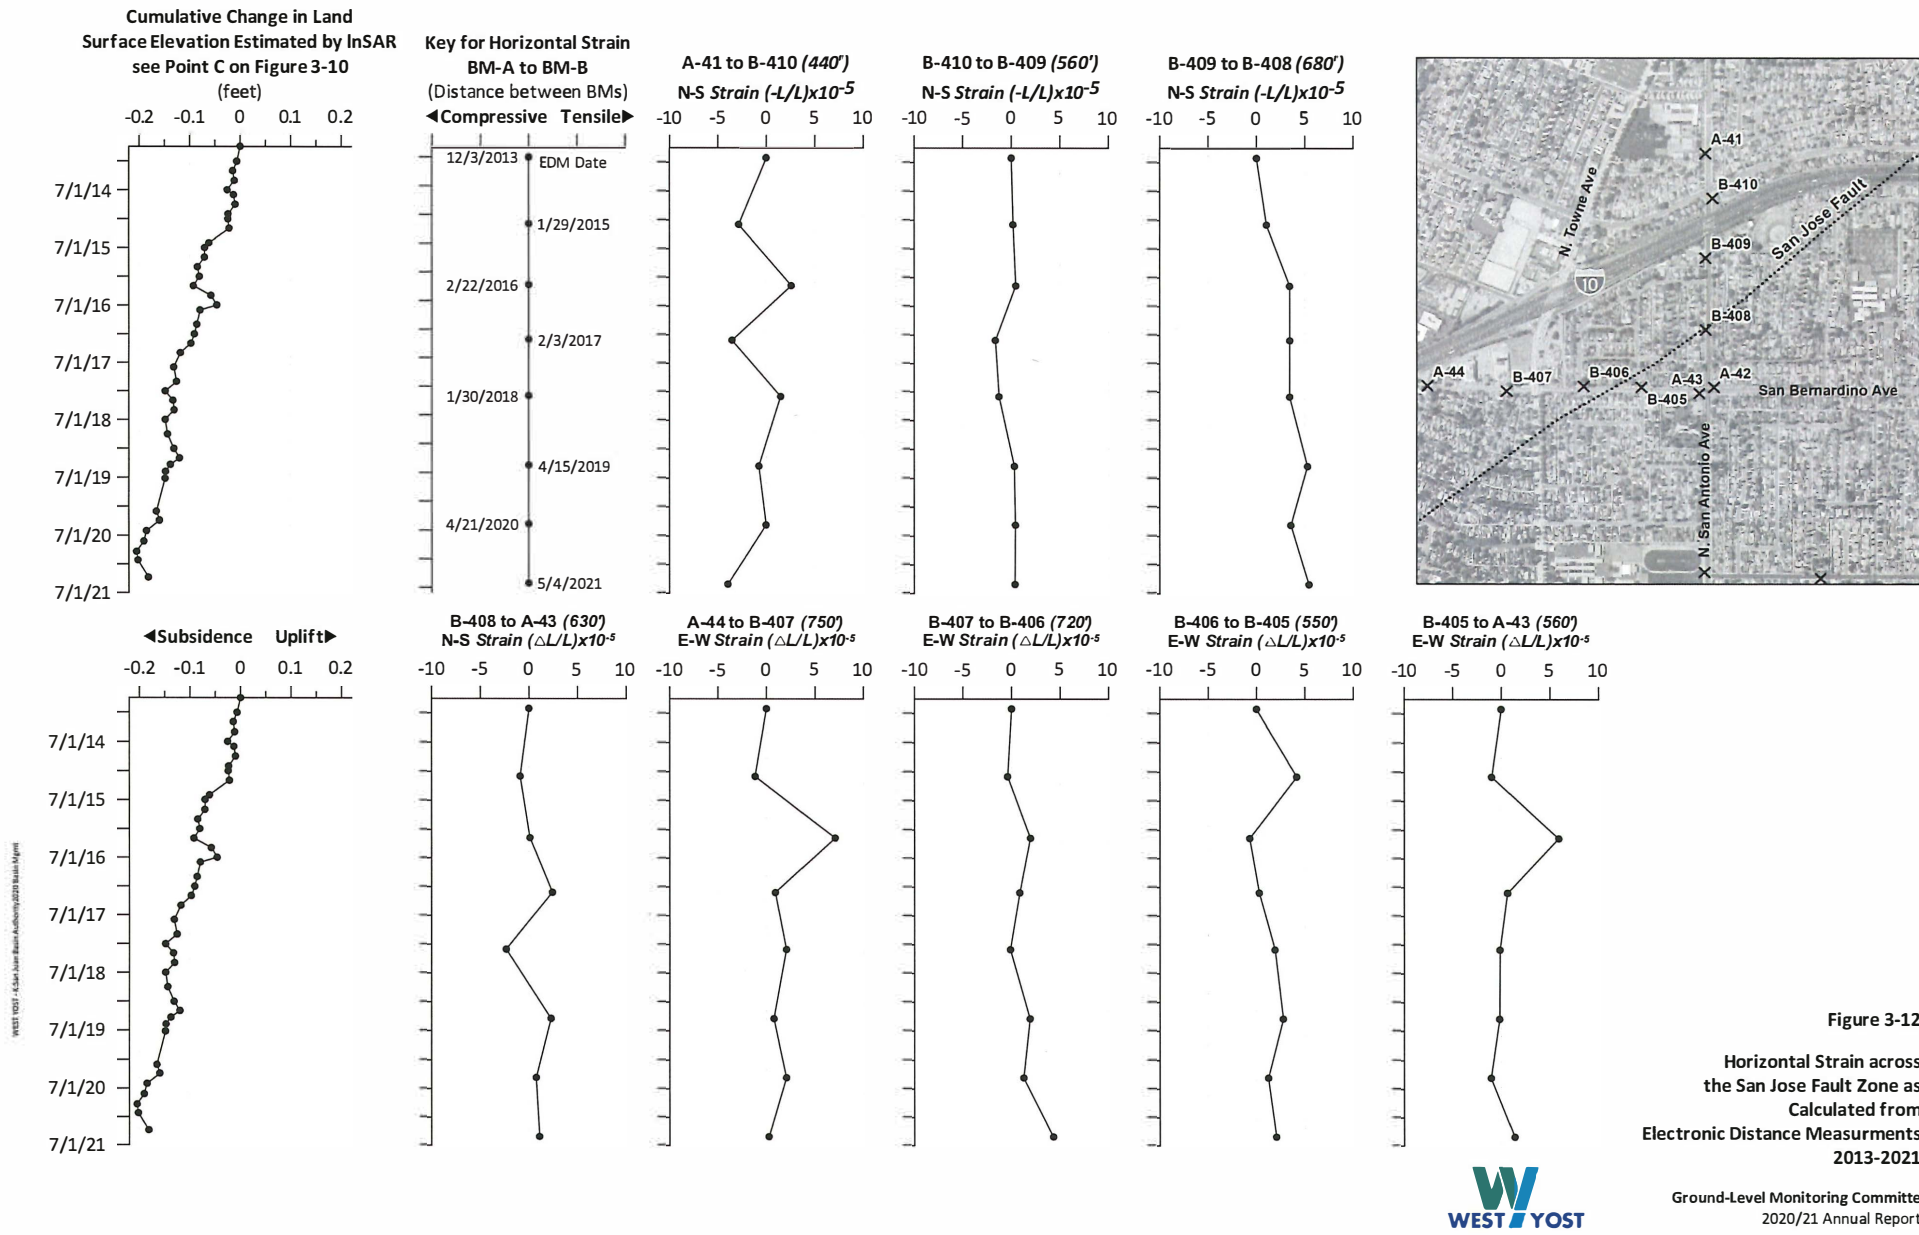 Cumulative Change in Land
Surface Elevation Estimated by InSAR
see Point C on Figure 3-10
(feet)
-0.2 -0.1 0 0.1 0.2
7/1/14
7/1/15
7/1/16
7/1/17
7/1/18
7/1/19
7/1/20
7/1/21
Key for Horizontal Strain
BM-A to BM-B
(Distance between BMs)
◀Compressive Tensile▶
12/3/2013 EDM Date
1/29/2015
2/22/2016
2/3/2017
1/30/2018
4/15/2019
4/21/2020
5/4/2021
A-41 to B-410 (440')
N-S Strain (-L/L)x10-5
-10 -5 0 5 10
B-410 to B-409 (560')
N-S Strain (-L/L)x10-5
-10 -5 0 5 10
B-409 to B-408 (680')
N-S Strain (-L/L)x10-5
-10 -5 0 5 10
A-41
B-410
N. Towne Ave
San Jose Fault
B-409
10
B-408
A-44
B-407
B-406
B-405
A-43
A-42
San Bernardino Ave
N. San Antonio Ave
◀Subsidence Uplift▶
-0.2 -0.1 0 0.1 0.2
7/1/14
7/1/15
7/1/16
7/1/17
7/1/18
7/1/19
7/1/20
7/1/21
B-408 to A-43 (630')
N-S Strain (△L/L)x10-5
-10 -5 0 5 10
A-44 to B-407 (750')
E-W Strain (△L/L)x10-5
-10 -5 0 5 10
B-407 to B-406 (720')
E-W Strain (△L/L)x10-5
-10 -5 0 5 10
B-406 to B-405 (550')
E-W Strain (△L/L)x10-5
-10 -5 0 5 10
B-405 to A-43 (560')
E-W Strain (△L/L)x10-5
-10 -5 0 5 10
Figure 3-12
Horizontal Strain across
the San Jose Fault Zone as
Calculated from
Electronic Distance Measurments
2013-2021
WEST YOST
Ground-Level Monitoring Committe
2020/21 Annual Report